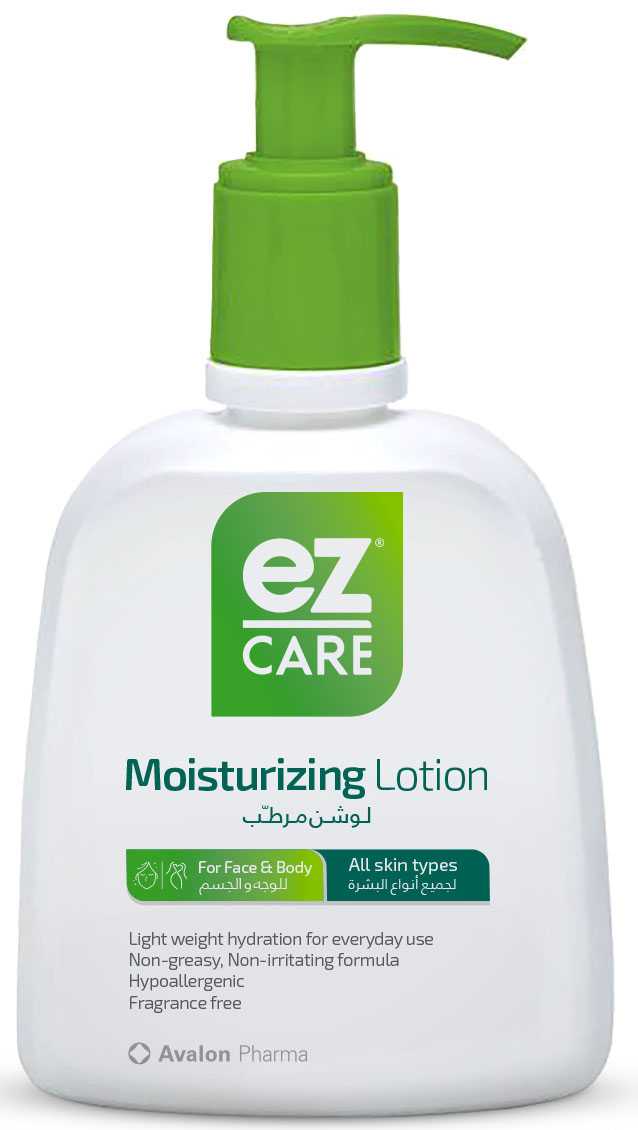 ez®
CARE
Moisturizing Lotion
لوشن مرطّب
For Face & Body
للوجه و الجسم
All skin types
لجميع أنواع البشرة
Light weight hydration for everyday use
Non-greasy, Non-irritating formula
Hypoallergenic
Fragrance free
Avalon Pharma